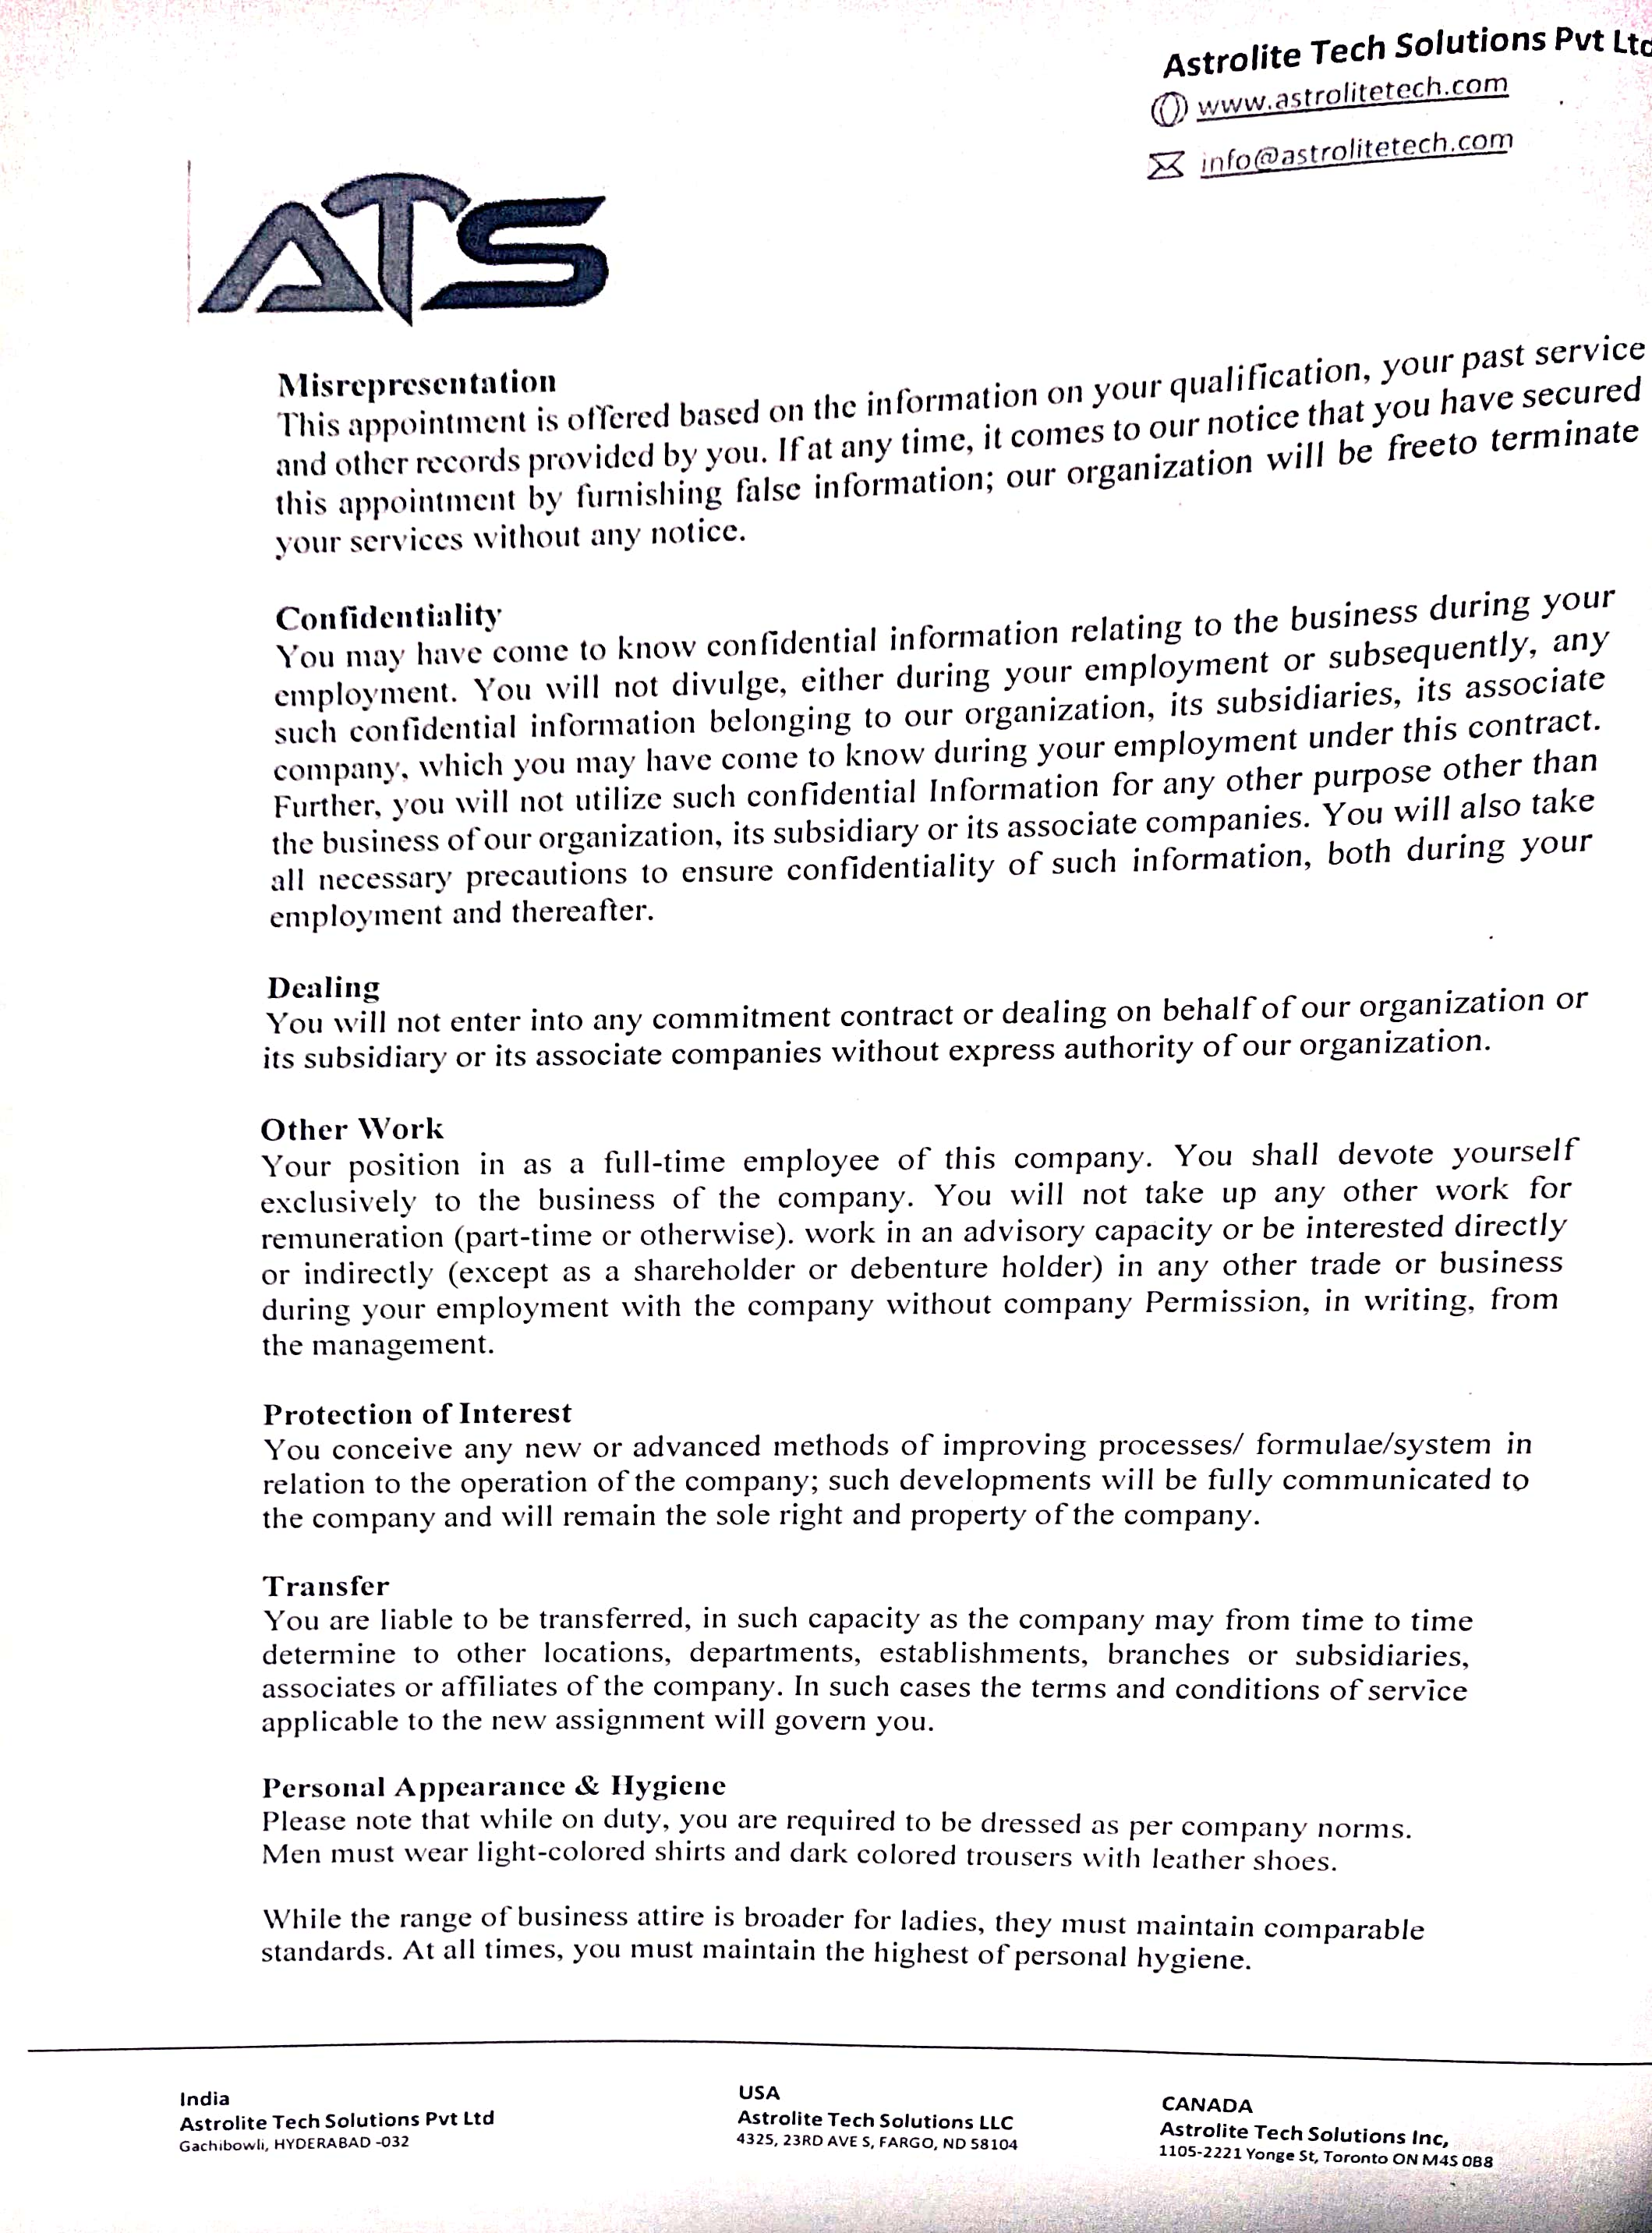 Astrolite Tech Solutions Pvt Ltd
www.astrolitetech.com
info@astrolitetech.com
ATS
Misrepresentation
This appointment is offered based on the information on your qualification, your past service
and other records provided by you. If at any time, it comes to our notice that you have secured
this appointment by furnishing false information; our organization will be freeto terminate
your services without any notice.
Confidentiality
You may have come to know confidential information relating to the business during your
employment. You will not divulge, either during your employment or subsequently, any
such confidential information belonging to our organization, its subsidiaries, its associate
company, which you may have come to know during your employment under this contract.
Further, you will not utilize such confidential Information for any other purpose other than
the business of our organization, its subsidiary or its associate companies. You will also take
all necessary precautions to ensure confidentiality of such information, both during your
employment and thereafter.
Dealing
You will not enter into any commitment contract or dealing on behalf of our organization or
its subsidiary or its associate companies without express authority of our organization.
Other Work
Your position in as a full-time employee of this company. You shall devote yourself
exclusively to the business of the company. You will not take up any other work for
remuneration (part-time or otherwise). work in an advisory capacity or be interested directly
or indirectly (except as a shareholder or debenture holder) in any other trade or business
during your employment with the company without company Permission, in writing, from
the management.
Protection of Interest
You conceive any new or advanced methods of improving processes/ formulae/system in
relation to the operation of the company; such developments will be fully communicated to
the company and will remain the sole right and property of the company.
Transfer
You are liable to be transferred, in such capacity as the company may from time to time
determine to other locations, departments, establishments, branches or subsidiaries,
associates or affiliates of the company. In such cases the terms and conditions of service
applicable to the new assignment will govern you.
Personal Appearance & Hygiene
Please note that while on duty, you are required to be dressed as per company norms.
Men must wear light-colored shirts and dark colored trousers with leather shoes.
While the range of business attire is broader for ladies, they must maintain comparable
standards. At all times, you must maintain the highest of personal hygiene.
India
Astrolite Tech Solutions Pvt Ltd
Gachibowli, HYDERABAD -032
USA
Astrolite Tech Solutions LLC
4325, 23RD AVE S, FARGO, ND 58104
CANADA
Astrolite Tech Solutions Inc,
1105-2221 Yonge St, Toronto ON M4S 0B8